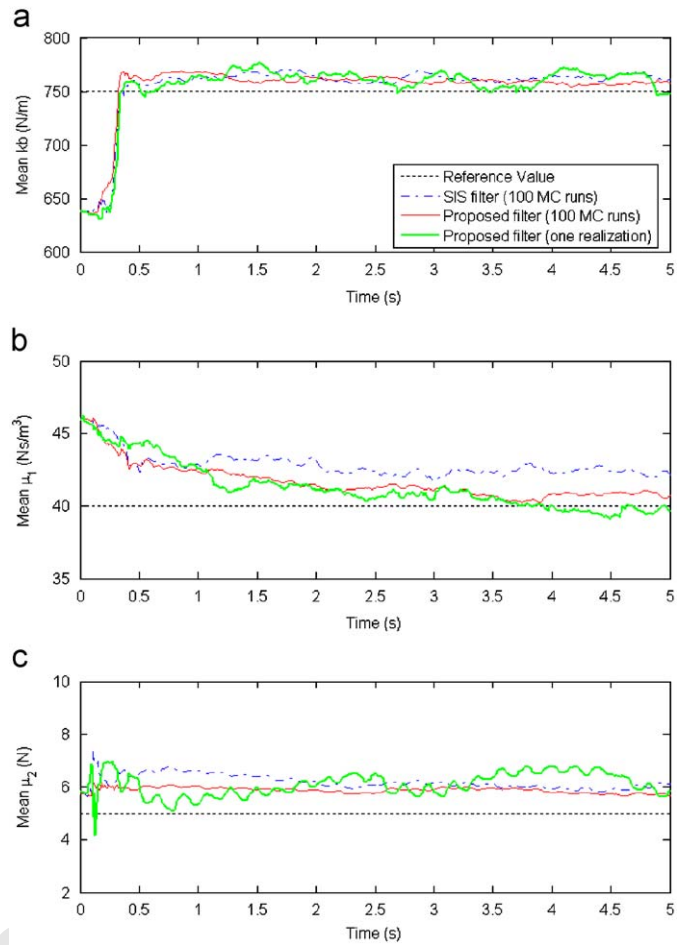 a
800
750
700
650
600
Mean kb (N/m)
Reference Value
SIS filter (100 MC runs)
Proposed filter (100 MC runs)
Proposed filter (one realization)
0 0.5 1 1.5 2 2.5 3 3.5 4 4.5 5
Time (s)
b
50
45
40
35
Mean μ₁ (Ns/m³)
0 0.5 1 1.5 2 2.5 3 3.5 4 4.5 5
Time (s)
c
10
8
6
4
2
Mean μ₂ (N)
0 0.5 1 1.5 2 2.5 3 3.5 4 4.5 5
Time (s)